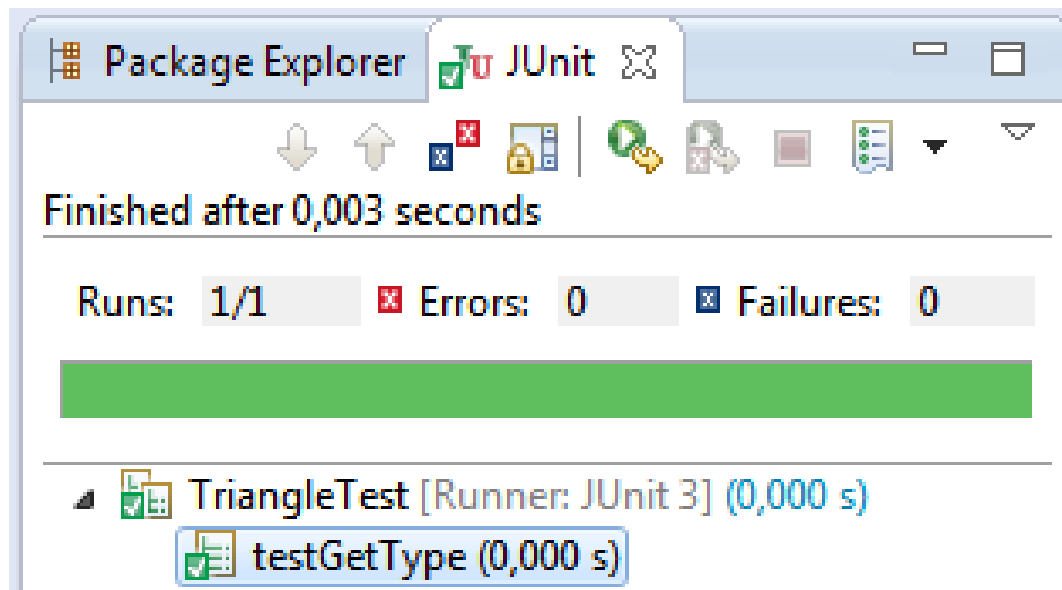 Package Explorer JUnit
Finished after 0,003 seconds
Runs: 1/1 Errors: 0 Failures: 0
TriangleTest [Runner: JUnit 3] (0,000 s)
testGetType (0,000 s)